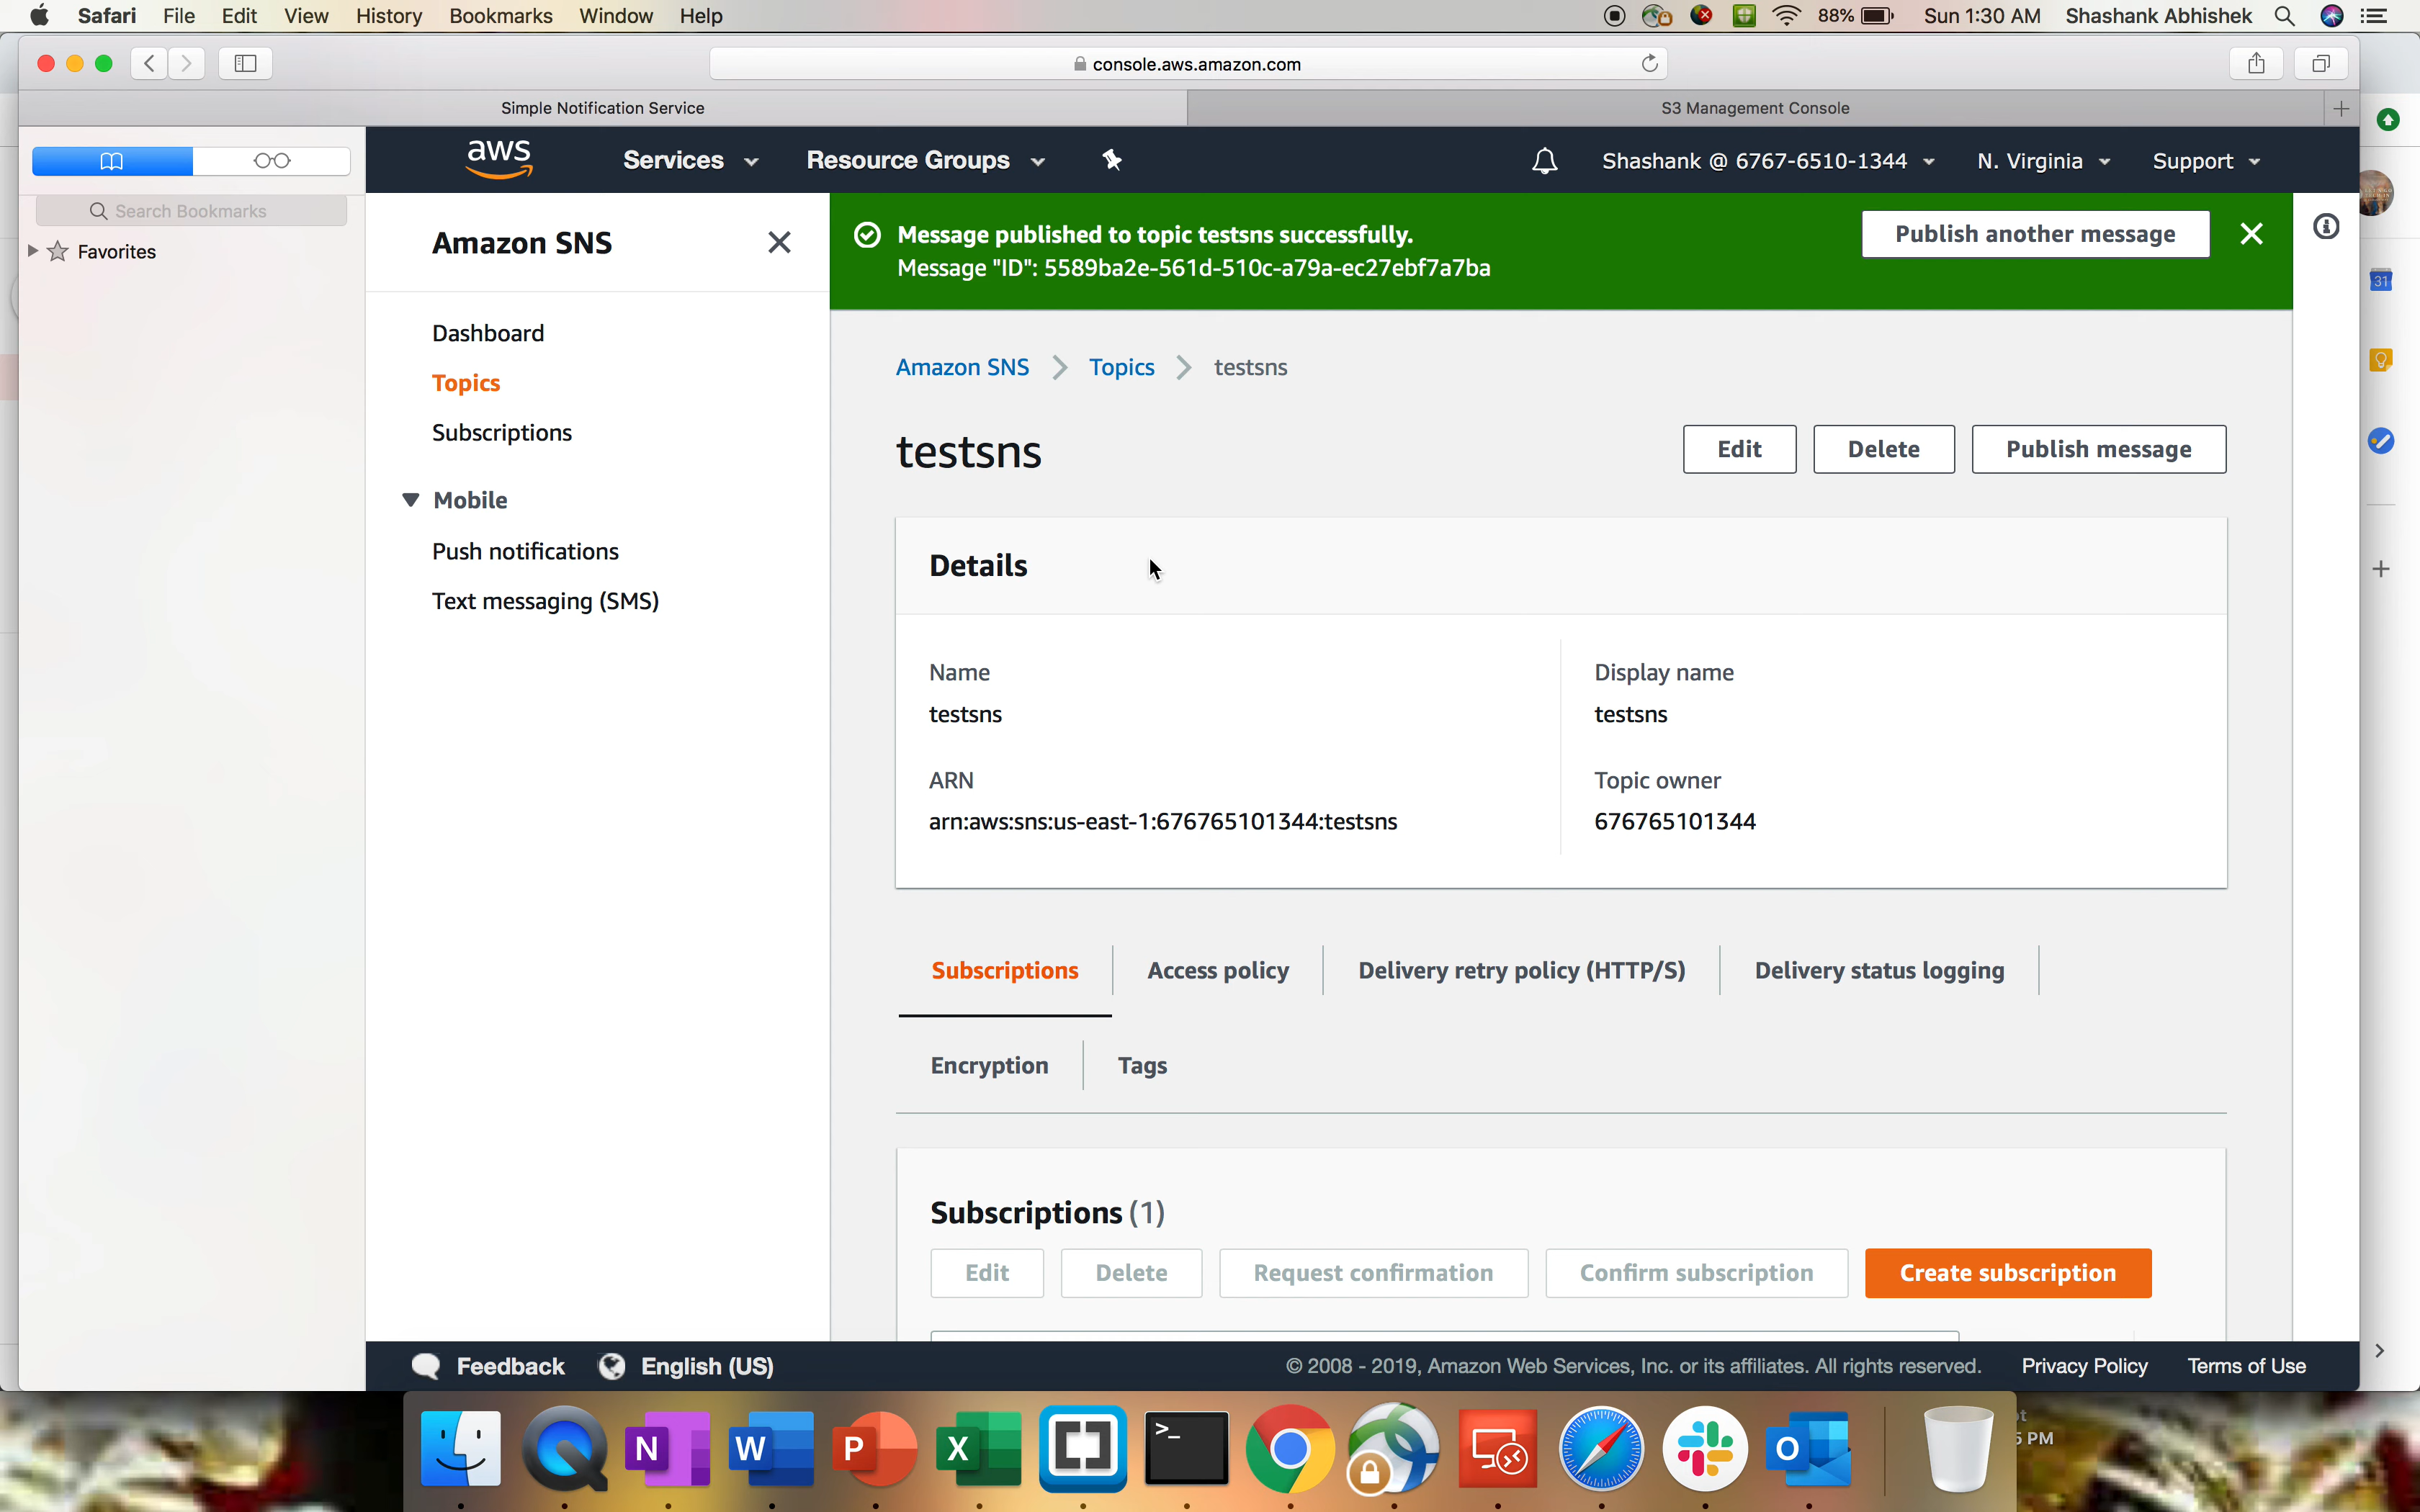 Safari File Edit View History Bookmarks Window Help 88% Sun 1:30 AM Shashank Abhishek
console.aws.amazon.com
Simple Notification Service S3 Management Console
aws Services Resource Groups Shashank @ 6767-6510-1344 N. Virginia Support
Search Bookmarks
Favorites
Amazon SNS
Dashboard
Topics
Subscriptions
Mobile
Push notifications
Text messaging (SMS)
Message published to topic testsns successfully.
Message "ID": 5589ba2e-561d-510c-a79a-ec27ebf7a7ba
Publish another message
31
Amazon SNS Topics testsns
testsns
Edit Delete Publish message
Details
Name
testsns
Display name
testsns
ARN
arn:aws:sns:us-east-1:676765101344:testsns
Topic owner
676765101344
Subscriptions Access policy Delivery retry policy (HTTP/S) Delivery status logging
Encryption Tags
Subscriptions (1)
Edit Delete Request confirmation Confirm subscription Create subscription
Feedback English (US) © 2008 - 2019, Amazon Web Services, Inc. or its affiliates. All rights reserved. Privacy Policy Terms of Use
N W P X >_ O
5 PM